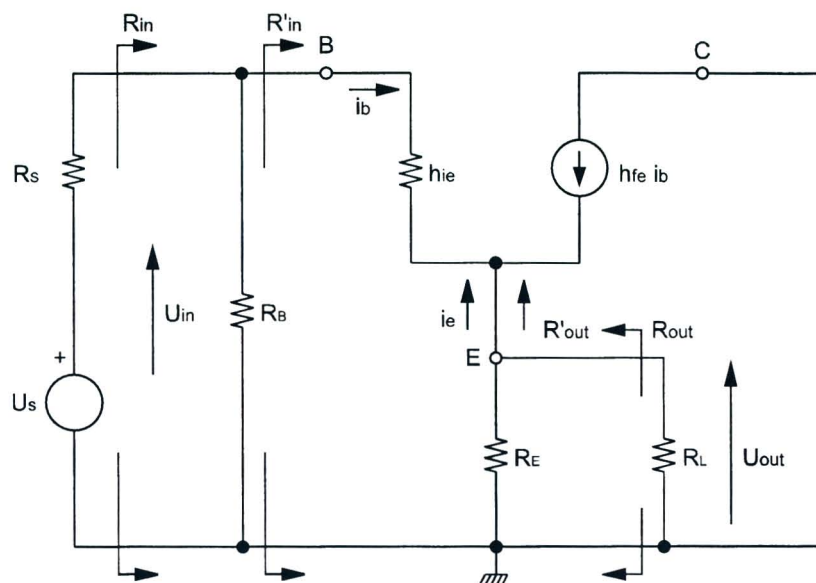 Rin
R'in
B
C
ib
Rs
hie
hfe ib
Uin
RB
ie
R'out
Rout
E
+
Us
RE
RL
Uout